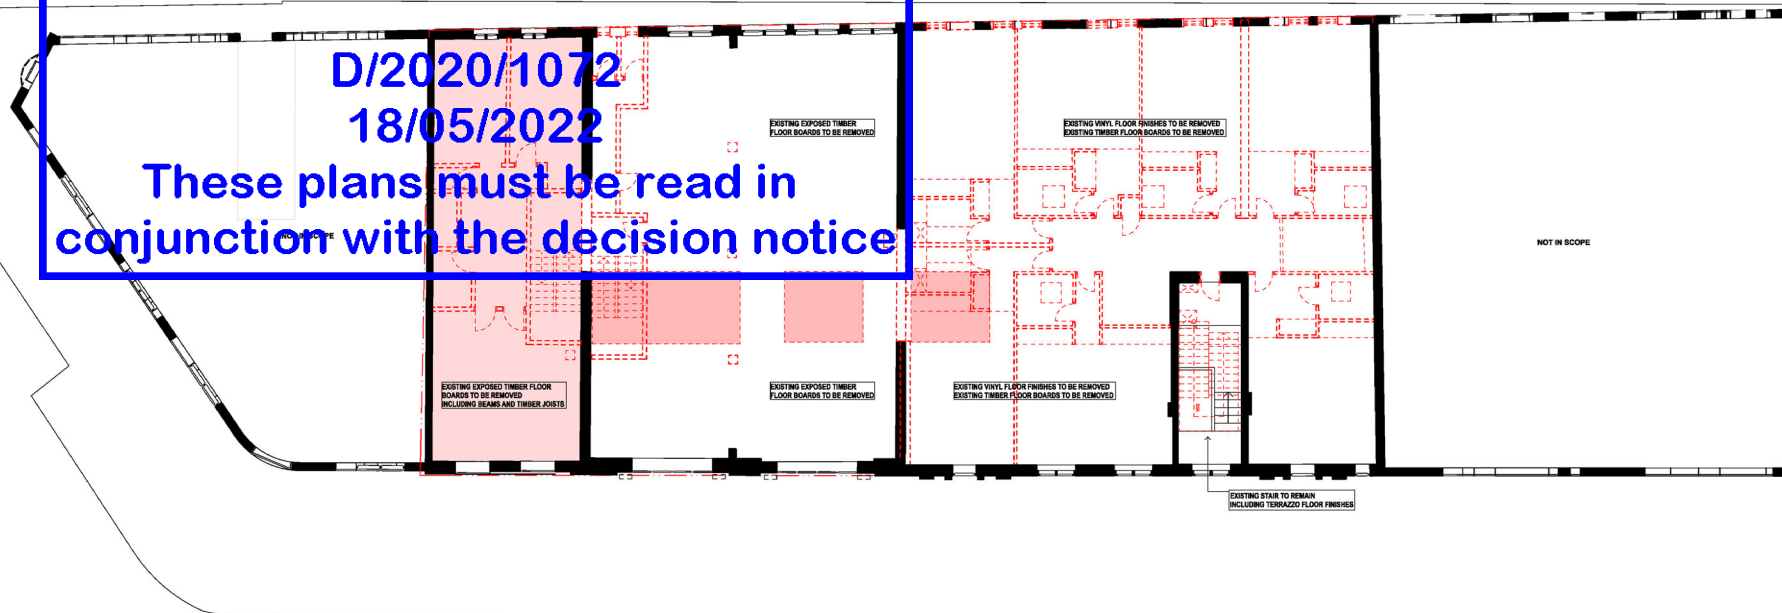 D/2020/1072
18/05/2022
These plans must be read in
conjunction with the decision notice
NOT IN SCOPE
EXISTING EXPOSED TIMBER
FLOOR BOARDS TO BE REMOVED
EXISTING VINYL FLOOR FINISHES TO BE REMOVED
EXISTING TIMBER FLOOR BOARDS TO BE REMOVED
NOT IN SCOPE
EXISTING EXPOSED TIMBER FLOOR
BOARDS TO BE REMOVED
INCLUDING BEAMS AND TIMBER JOISTS
EXISTING EXPOSED TIMBER
FLOOR BOARDS TO BE REMOVED
EXISTING VINYL FLOOR FINISHES TO BE REMOVED
EXISTING TIMBER FLOOR BOARDS TO BE REMOVED
EXISTING STAIR TO REMAIN
INCLUDING TERRAZZO FLOOR FINISHES